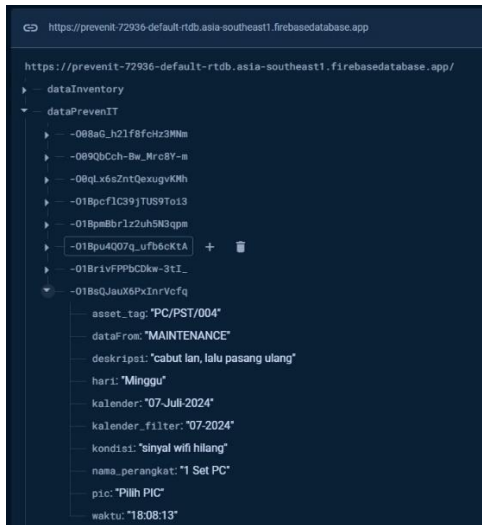 https://prevenit-72936-default-rtdb.asia-southeast1.firebasedatabase.app
https://prevenit-72936-default-rtdb.asia-southeast1.firebasedatabase.app/
dataInventory
dataPrevenIT
-O08aG_h2lf8fcHz3MNm
-O09QbCch-Bw_Mrc8Y-m
-O0qLx6sZntQexugvKMh
-O1BpcflC39jTUS9Toi3
-O1BpmBbrlz2uh5N3qpm
-O1Bpu4QO7q_ufb6cKtA
-O1BrivFPPbCDkw-3tI_
-O1BsQJauX6PxInrVcfq
asset_tag: "PC/PST/004"
dataFrom: "MAINTENANCE"
deskripsi: "cabut lan, lalu pasang ulang"
hari: "Minggu"
kalender: "07-Juli-2024"
kalender_filter: "07-2024"
kondisi: "sinyal wifi hilang"
nama_perangkat: "1 Set PC"
pic: "Pilih PIC"
waktu: "18:08:13"